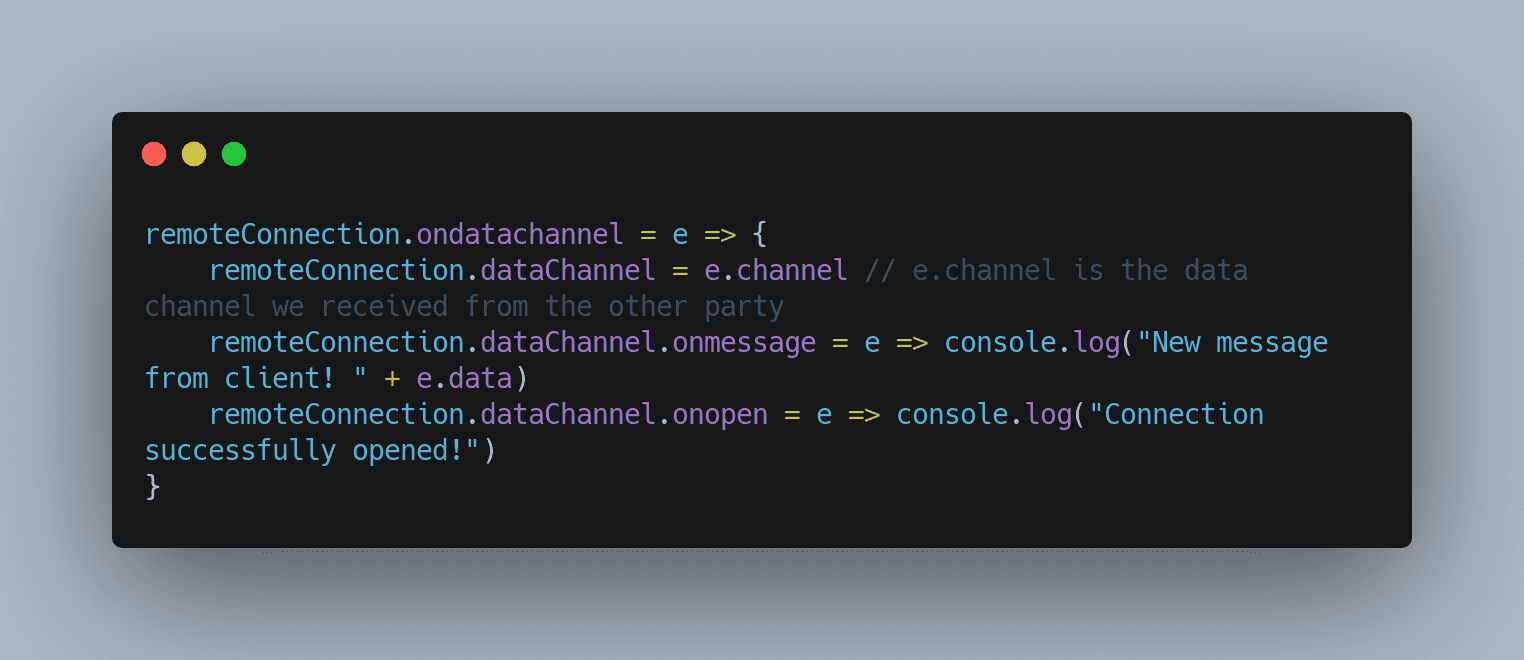 remoteConnection.ondatachannel = e => {
    remoteConnection.dataChannel = e.channel // e.channel is the data
channel we received from the other party
    remoteConnection.dataChannel.onmessage = e => console.log("New message
from client! " + e.data)
    remoteConnection.dataChannel.onopen = e => console.log("Connection
successfully opened!")
}